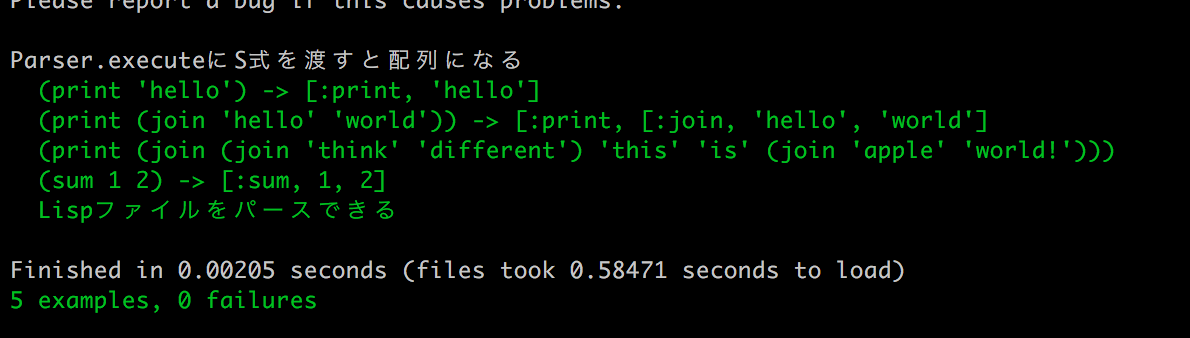 Please report a bug if this causes problems.
Parser.executeにS式を渡すと配列になる
(print 'hello') -> [:print, 'hello']
(print (join 'hello' 'world')) -> [:print, [:join, 'hello', 'world']
(print (join (join 'think' 'different') 'this' 'is' (join 'apple' 'world!')))
(sum 1 2) -> [:sum, 1, 2]
Lispファイルをパースできる
Finished in 0.00205 seconds (files took 0.58471 seconds to load)
5 examples, 0 failures